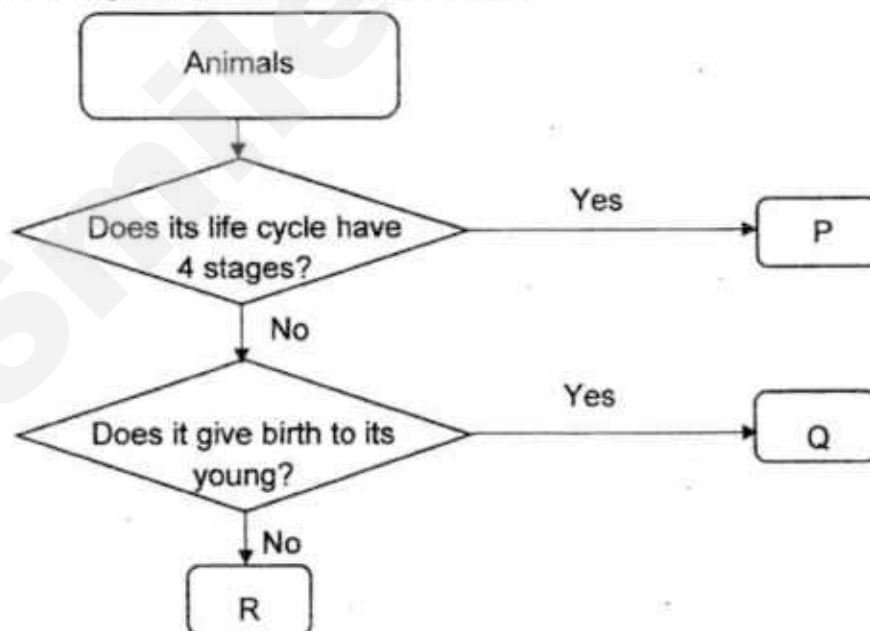 Animals
Does its life cycle have
4 stages?
Yes
P
No
Does it give birth to its
young?
Yes
Q
No
R